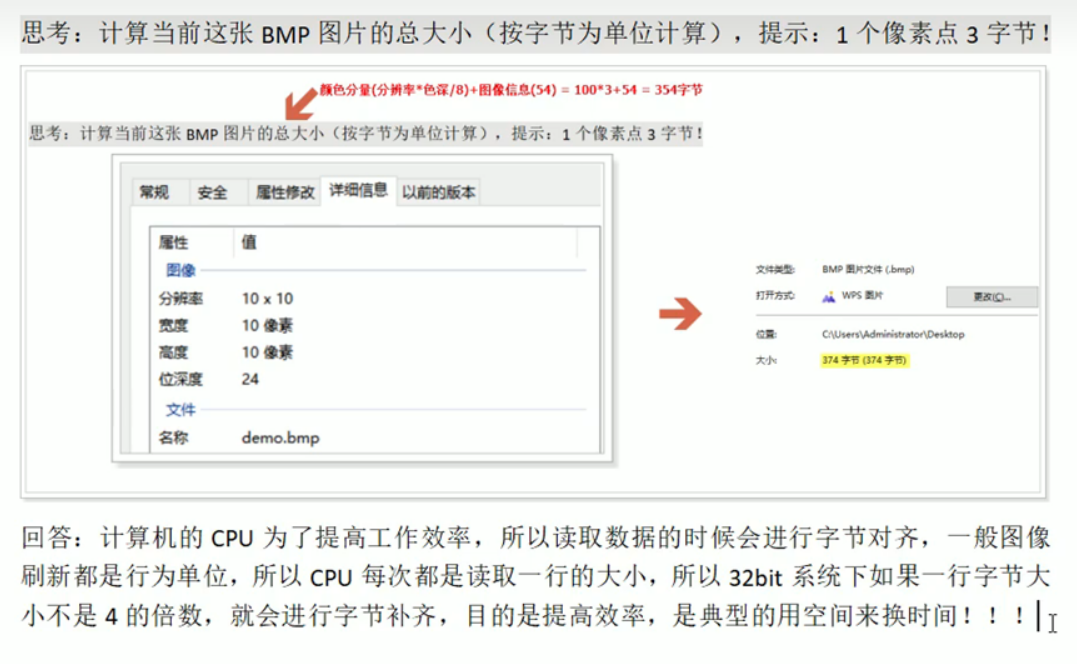 思考：计算当前这张 BMP 图片的总大小（按字节为单位计算），提示：1 个像素点 3 字节！
颜色分量(分辨率*色深/8)+图像信息(54) = 100*3+54 = 354字节
思考：计算当前这张 BMP 图片的总大小（按字节为单位计算），提示：1 个像素点 3 字节！
常规 安全 属性修改 详细信息 以前的版本
属性 值
图像
分辨率 10 x 10
宽度 10 像素
高度 10 像素
位深度 24
文件
名称 demo.bmp
文件类型: BMP 图片文件 (.bmp)
打开方式: WPS 图片 更改(C)...
位置: C:\Users\Administrator\Desktop
大小: 374 字节 (374 字节)
回答：计算机的 CPU 为了提高工作效率，所以读取数据的时候会进行字节对齐，一般图像
刷新都是行为单位，所以 CPU 每次都是读取一行的大小，所以 32bit 系统下如果一行字节大
小不是 4 的倍数，就会进行字节补齐，目的是提高效率，是典型的用空间来换时间！！！